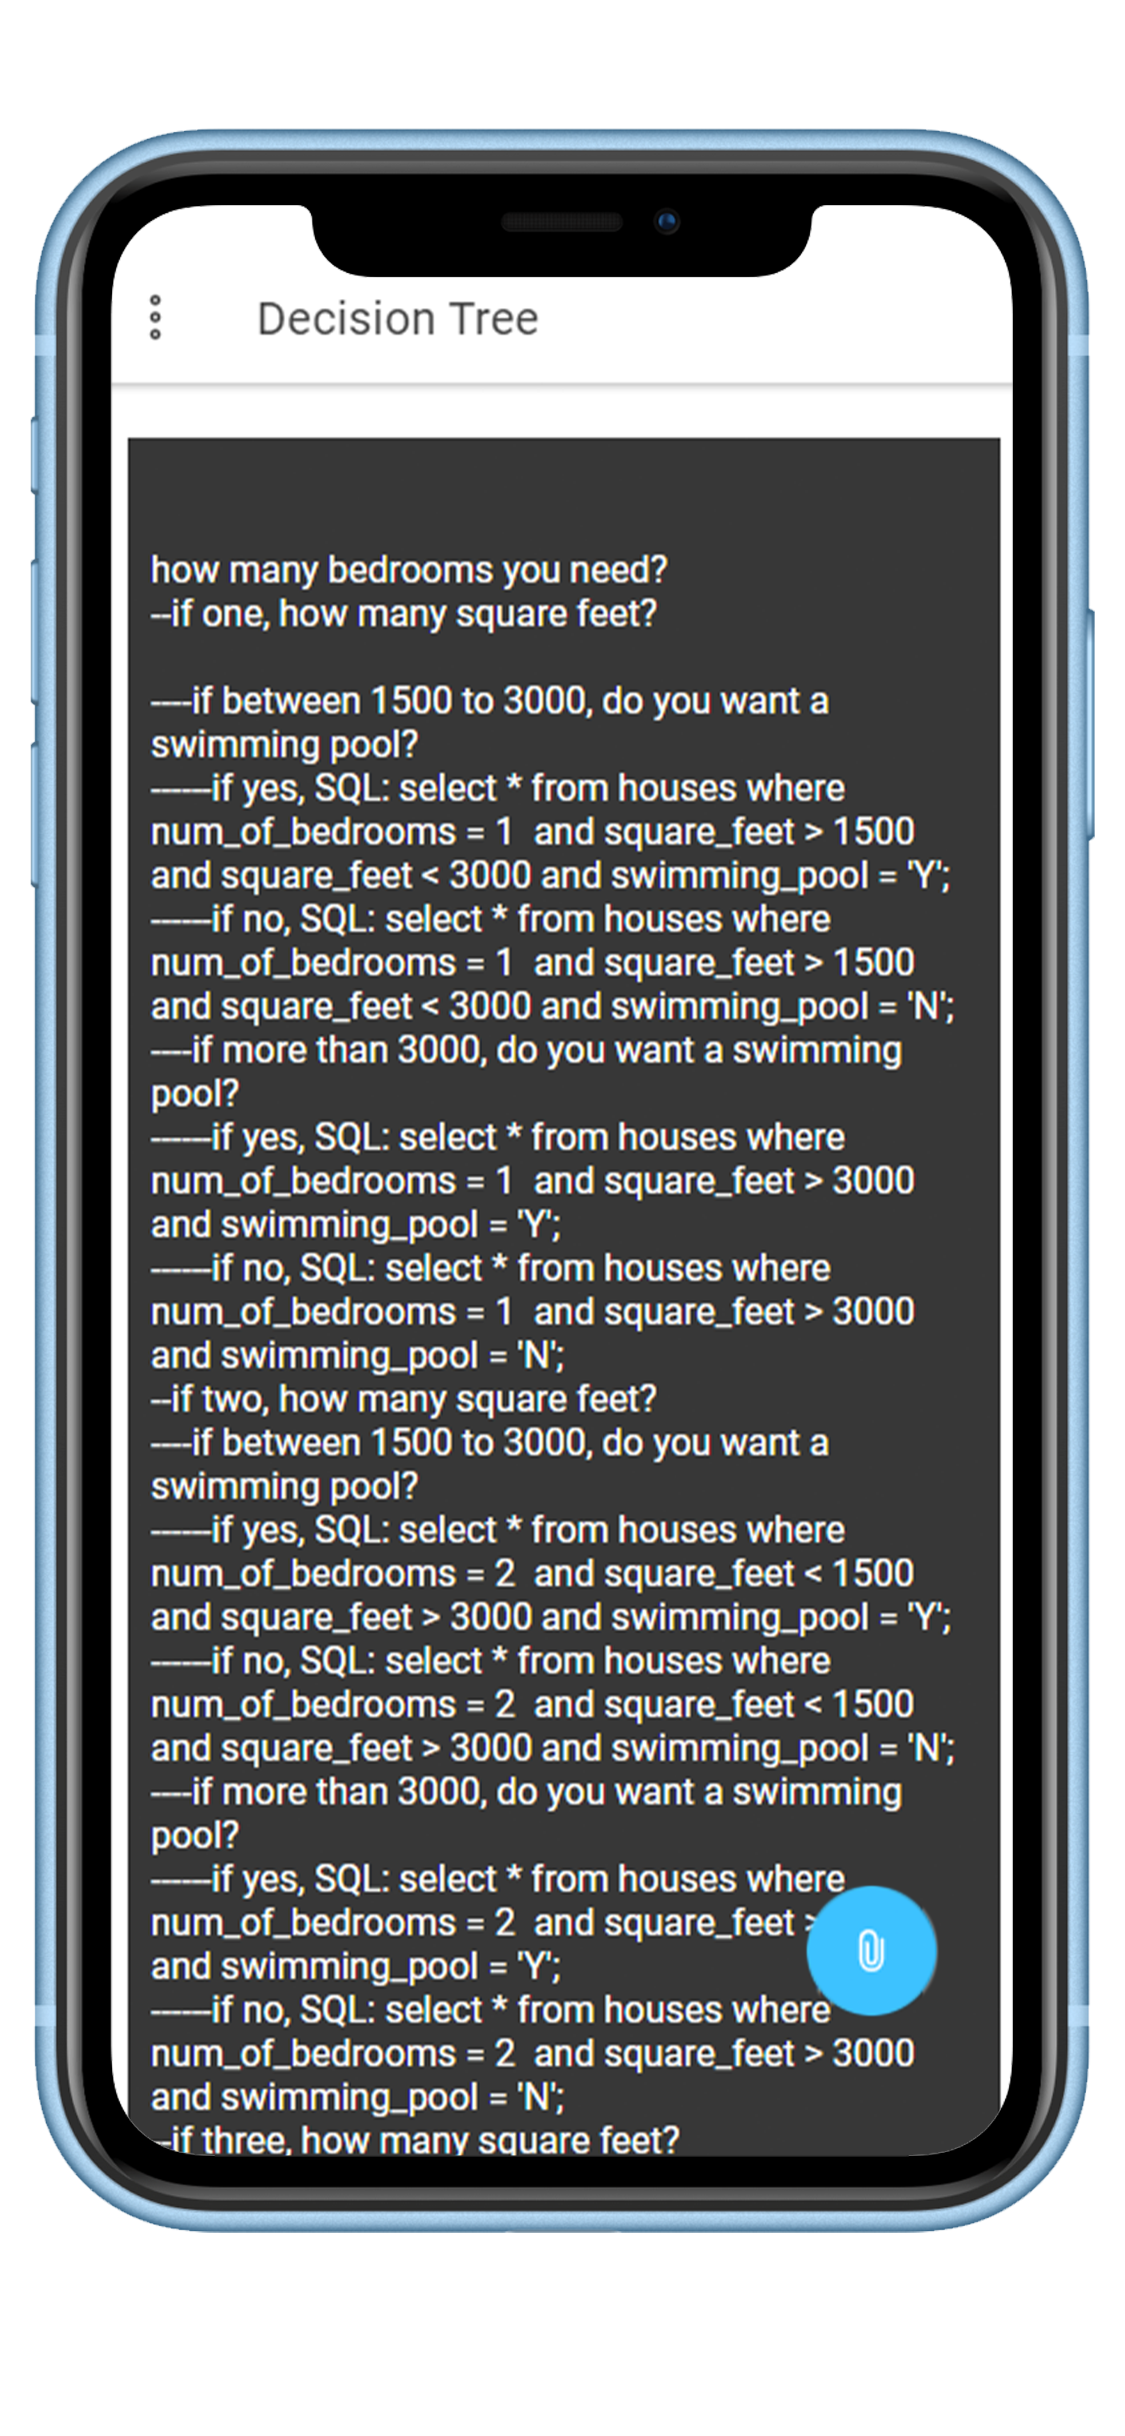 Decision Tree
how many bedrooms you need?
--if one, how many square feet?
----if between 1500 to 3000, do you want a
swimming pool?
------if yes, SQL: select * from houses where
num_of_bedrooms = 1  and square_feet > 1500
and square_feet < 3000 and swimming_pool = 'Y';
------if no, SQL: select * from houses where
num_of_bedrooms = 1  and square_feet > 1500
and square_feet < 3000 and swimming_pool = 'N';
----if more than 3000, do you want a swimming
pool?
------if yes, SQL: select * from houses where
num_of_bedrooms = 1  and square_feet > 3000
and swimming_pool = 'Y';
------if no, SQL: select * from houses where
num_of_bedrooms = 1  and square_feet > 3000
and swimming_pool = 'N';
--if two, how many square feet?
----if between 1500 to 3000, do you want a
swimming pool?
------if yes, SQL: select * from houses where
num_of_bedrooms = 2  and square_feet < 1500
and square_feet > 3000 and swimming_pool = 'Y';
------if no, SQL: select * from houses where
num_of_bedrooms = 2  and square_feet < 1500
and square_feet > 3000 and swimming_pool = 'N';
----if more than 3000, do you want a swimming
pool?
------if yes, SQL: select * from houses where
num_of_bedrooms = 2  and square_feet >
and swimming_pool = 'Y';
------if no, SQL: select * from houses where
num_of_bedrooms = 2  and square_feet > 3000
and swimming_pool = 'N';
--if three, how many square feet?